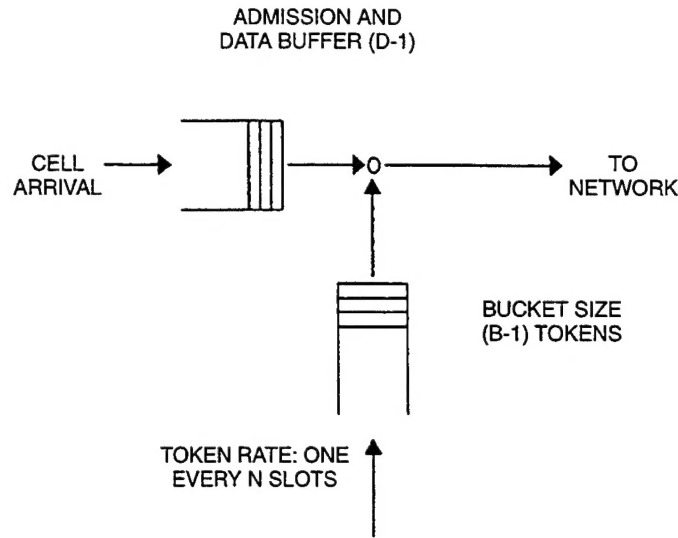 ADMISSION AND
DATA BUFFER (D-1)
CELL
ARRIVAL
TO
NETWORK
BUCKET SIZE
(B-1) TOKENS
TOKEN RATE: ONE
EVERY N SLOTS